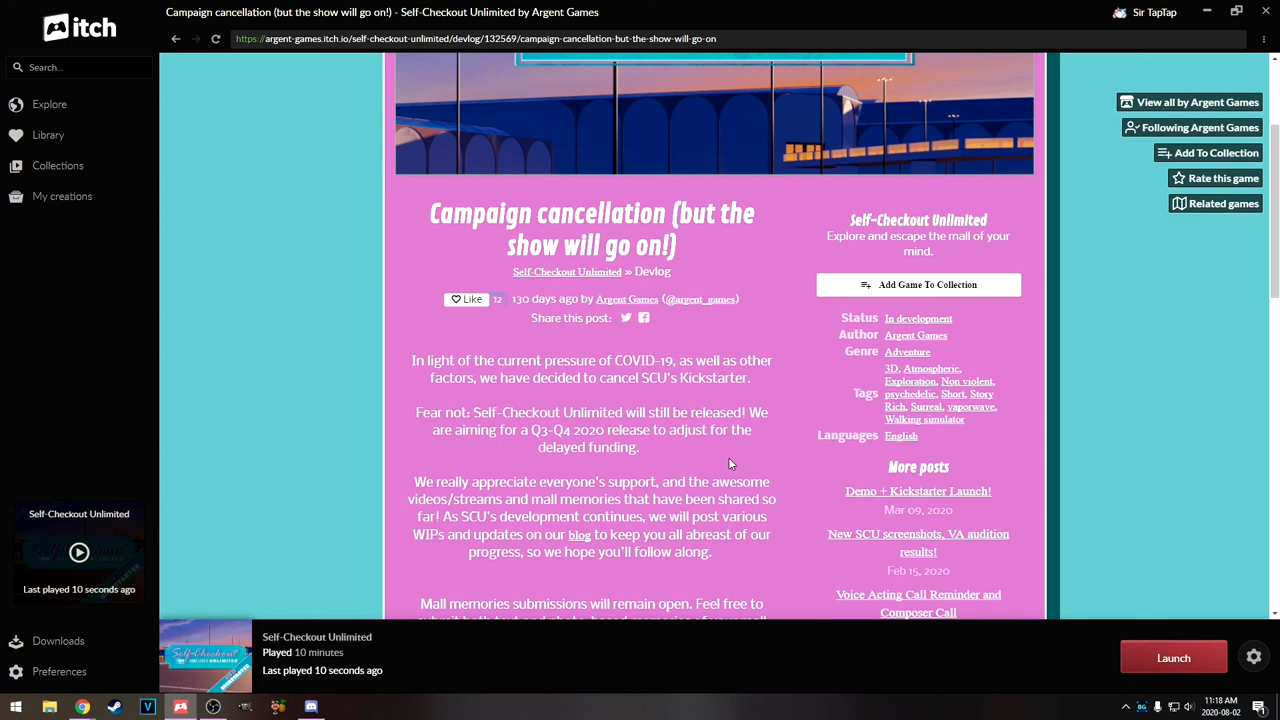 Campaign cancellation (but the show will go on!) - Self-Checkout Unlimited
Sir TapTap
itch
https://argent-games.itch.io/self-checkout-unlimited/devlog/132569/campaign-cancellation-but-the-show-will-go-on
Search...
Explore
Library
Collections
My creations
View all by Argent Games
Following Argent Games
Add To Collection
Rate this game
Related games
Campaign cancellation (but the
show will go on!)
Self-Checkout Unlimited » Devlog
Like 12 130 days ago by Argent Games (@argent_games)
Share this post:
In light of the current pressure of COVID-19, as well as other
factors, we have decided to cancel SCU's Kickstarter.
Fear not: Self-Checkout Unlimited will still be released! We
are aiming for a Q3-Q4 2020 release to adjust for the
delayed funding.
We really appreciate everyone's support, and the awesome
videos/streams and mall memories that have been shared so
far! As SCU's development continues, we will post various
WIPs and updates on our blog to keep you all abreast of our
progress, so we hope you'll follow along.
Mall memories submissions will remain open. Feel free to
Self-Checkout Unlimited
Explore and escape the mall of your
mind.
Add Game To Collection
Status In development
Author Argent Games
Genre Adventure
Tags 3D, Atmospheric,
Exploration, Non violent,
psychedelic, Short, Story
Rich, Surreal, vaporwave,
Walking simulator
Languages English
More posts
Demo + Kickstarter Launch!
Mar 09, 2020
New SCU screenshots, VA audition
results!
Feb 15, 2020
Voice Acting Call Reminder and
Composer Call
Self-Checkout Unlimited
Last played 10 seconds ago
Downloads
Preferences
Self-Checkout
UNLIMITED
Self-Checkout Unlimited
Played 10 minutes
Last played 10 seconds ago
Launch
11:18 AM
2020-08-02